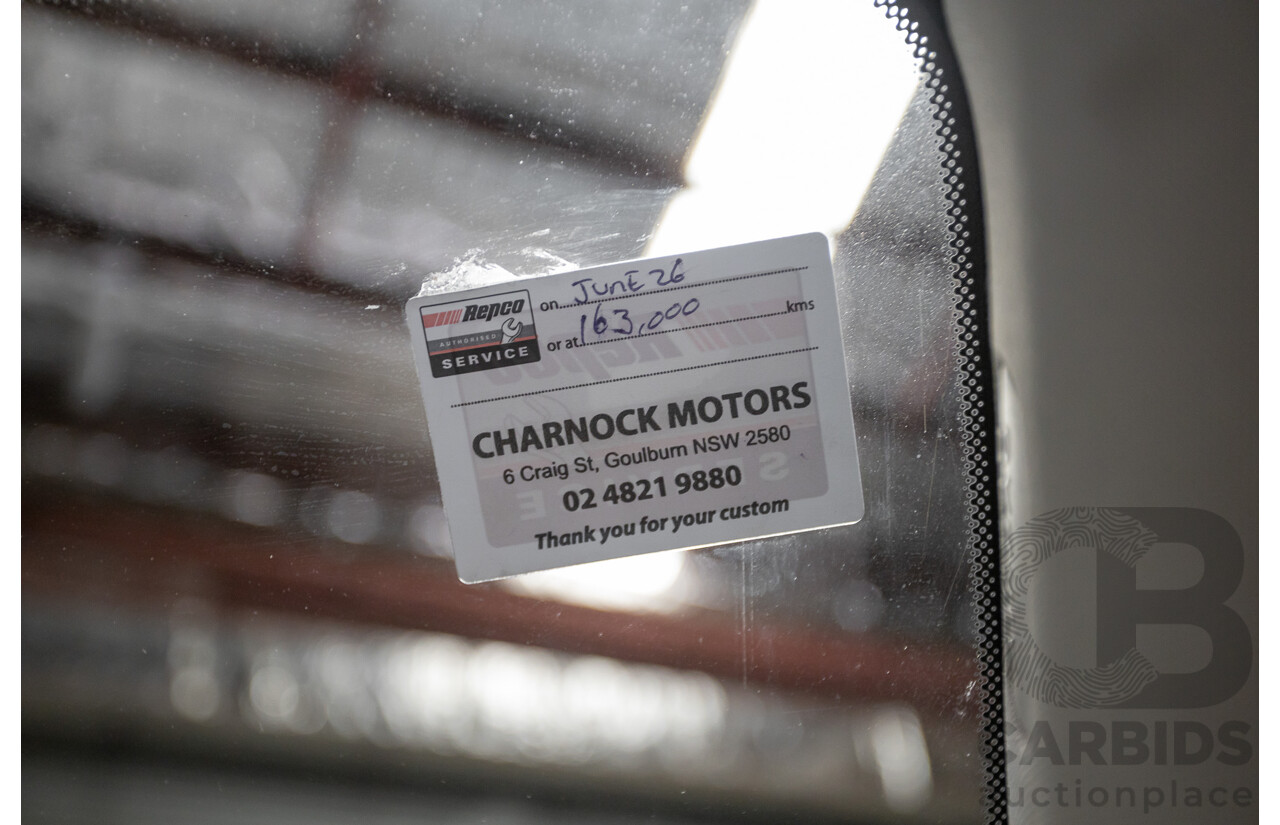 Repco
AUTHORISED
SERVICE
on JUNE 26
or at 163,000 kms
CHARNOCK MOTORS
6 Craig St, Goulburn NSW 2580
02 4821 9880
Thank you for your custom
CB
CARBIDS
auctionplace